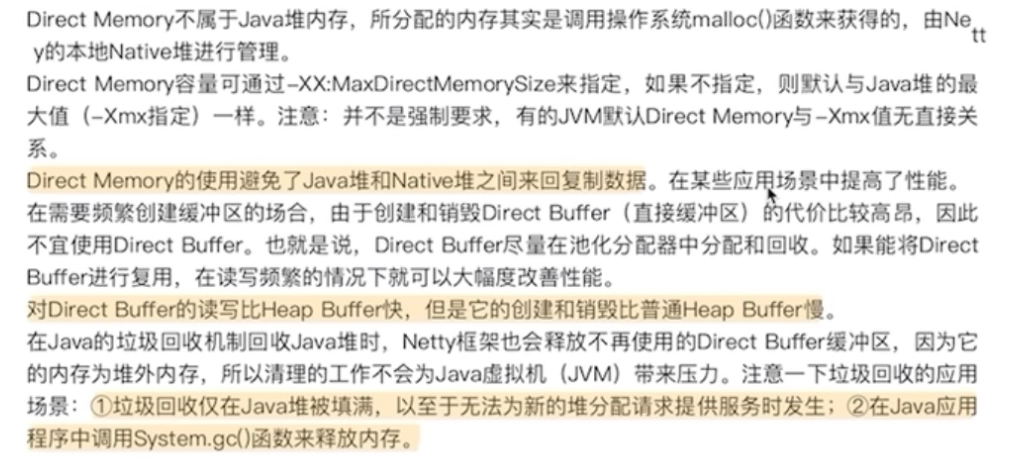 Direct Memory不属于Java堆内存，所分配的内存其实是调用操作系统malloc()函数来获得的，由Nett
y的本地Native堆进行管理。
Direct Memory容量可通过-XX:MaxDirectMemorySize来指定，如果不指定，则默认与Java堆的最
大值（-Xmx指定）一样。注意：并不是强制要求，有的JVM默认Direct Memory与-Xmx值无直接关
系。
Direct Memory的使用避免了Java堆和Native堆之间来回复制数据。在某些应用场景中提高了性能。
在需要频繁创建缓冲区的场合，由于创建和销毁Direct Buffer（直接缓冲区）的代价比较高昂，因此
不宜使用Direct Buffer。也就是说，Direct Buffer尽量在池化分配器中分配和回收。如果能将Direct
Buffer进行复用，在读写频繁的情况下就可以大幅度改善性能。
对Direct Buffer的读写比Heap Buffer快，但是它的创建和销毁比普通Heap Buffer慢。
在Java的垃圾回收机制回收Java堆时，Netty框架也会释放不再使用的Direct Buffer缓冲区，因为它
的内存为堆外内存，所以清理的工作不会为Java虚拟机（JVM）带来压力。注意一下垃圾回收的应用
场景：①垃圾回收仅在Java堆被填满，以至于无法为新的堆分配请求提供服务时发生；②在Java应用
程序中调用System.gc()函数来释放内存。